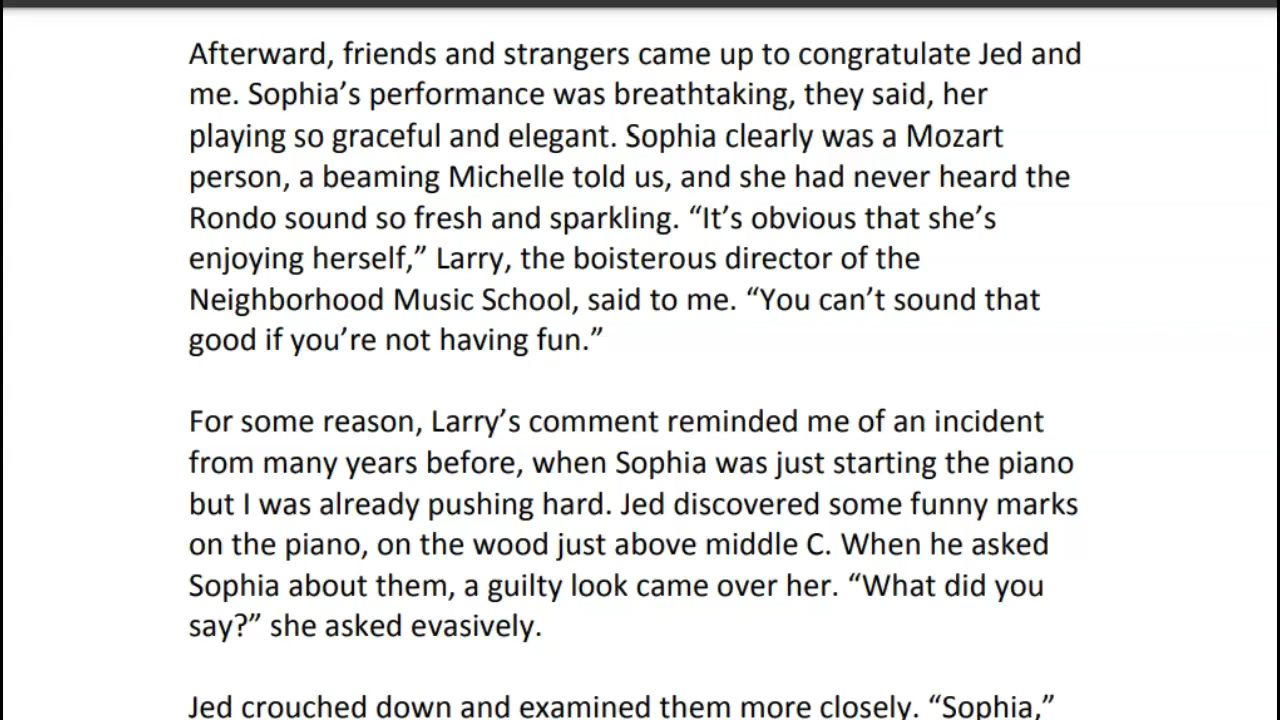 Afterward, friends and strangers came up to congratulate Jed and
me. Sophia’s performance was breathtaking, they said, her
playing so graceful and elegant. Sophia clearly was a Mozart
person, a beaming Michelle told us, and she had never heard the
Rondo sound so fresh and sparkling. “It’s obvious that she’s
enjoying herself,” Larry, the boisterous director of the
Neighborhood Music School, said to me. “You can’t sound that
good if you’re not having fun.”
For some reason, Larry’s comment reminded me of an incident
from many years before, when Sophia was just starting the piano
but I was already pushing hard. Jed discovered some funny marks
on the piano, on the wood just above middle C. When he asked
Sophia about them, a guilty look came over her. “What did you
say?” she asked evasively.
Jed crouched down and examined them more closely. “Sophia,”